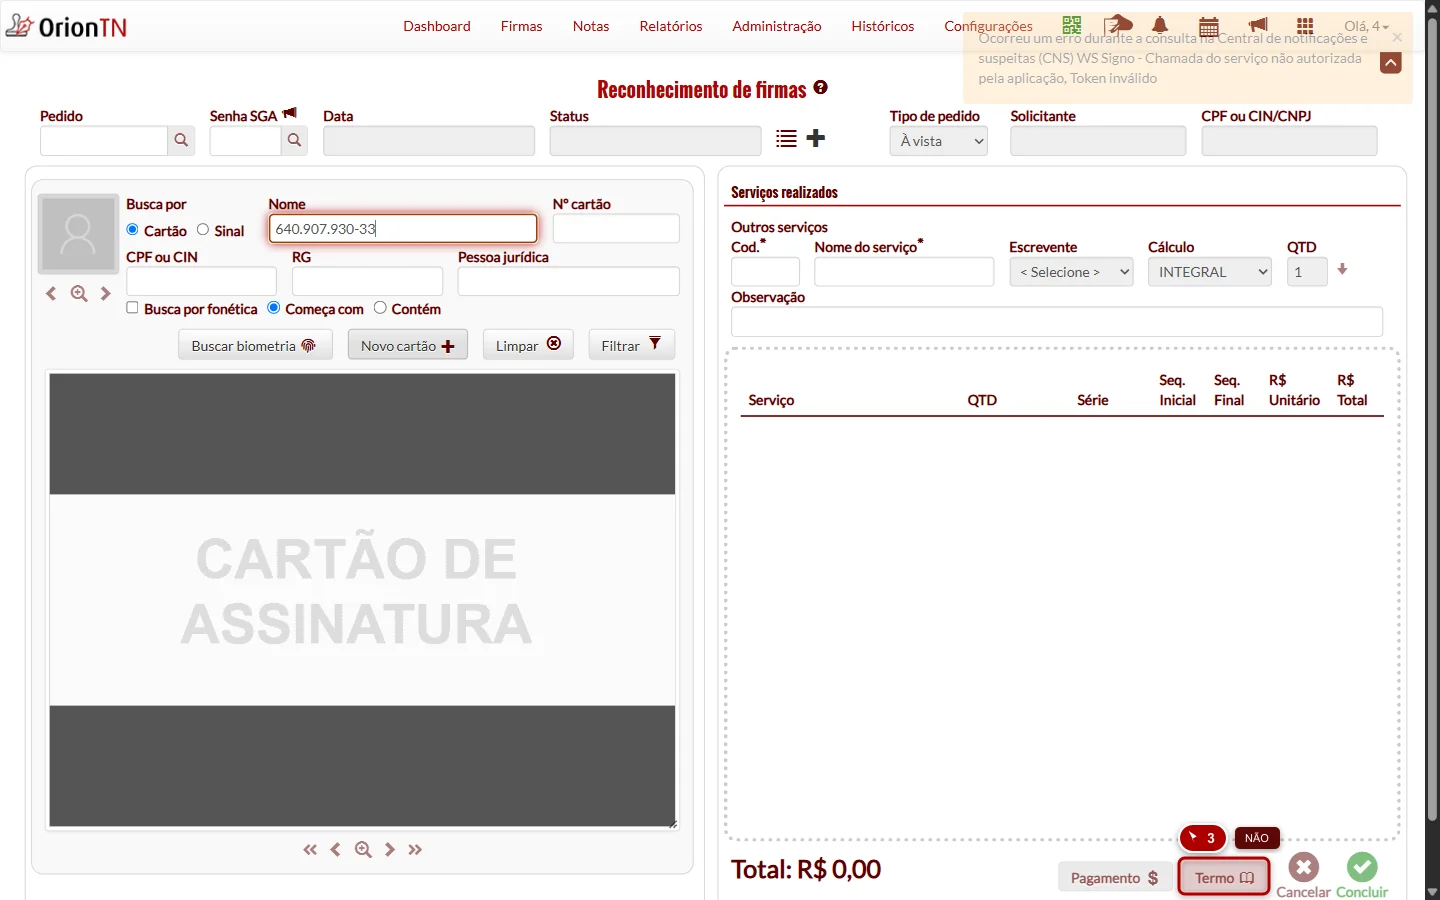 OrionTN
Dashboard Firmas Notas Relatórios Administração Históricos Configurações Olá, 4
Ocorreu um erro durante a consulta na Central de notificações e
suspeitas (CNS) WS Signo - Chamada do serviço não autorizada
pela aplicação, Token inválido
×
Reconhecimento de firmas
Pedido Senha SGA Data Status Tipo de pedido Solicitante CPF ou CIN/CNPJ
À vista
Busca por Nome Nº cartão
Cartão Sinal 640.907.930-33
CPF ou CIN RG Pessoa jurídica
Busca por fonética Começa com Contém
Buscar biometria Novo cartão Limpar Filtrar
CARTÃO DE
ASSINATURA
Serviços realizados
Outros serviços
Cod.* Nome do serviço* Escrevente Cálculo QTD
< Selecione > INTEGRAL 1
Observação
Serviço QTD Série Seq. Inicial Seq. Final R$ Unitário R$ Total
3 NÃO
Total: R$ 0,00
Pagamento $ Termo Cancelar Concluir